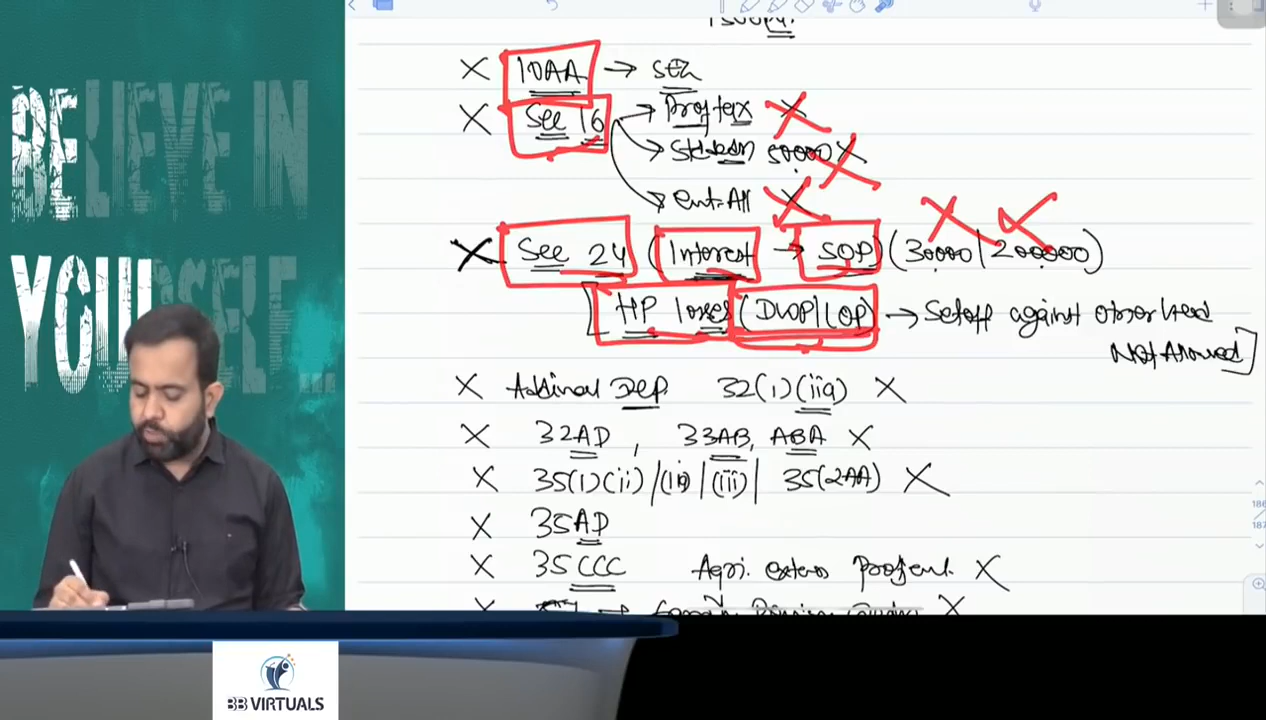 BELIEVE IN
YOURSELF...
X 10AA → SEZ
X Sec 16 → Prof tax X
→ Std. dedn 50000 X
→ Ent. All X
X Sec 24 (Interest → SOP) (30000 | 200000)
[HP losses (DLOP | LOP) → Setoff against other head
Not Allowed]
X Additional Dep 32(1)(iia) X
X 32AD, 33AB, ABA X
X 35(1)(ii) | (iia) | (iii) | 35(2AA) X
X 35AD
X 35CCC Agri. extens Project X
BB VIRTUALS